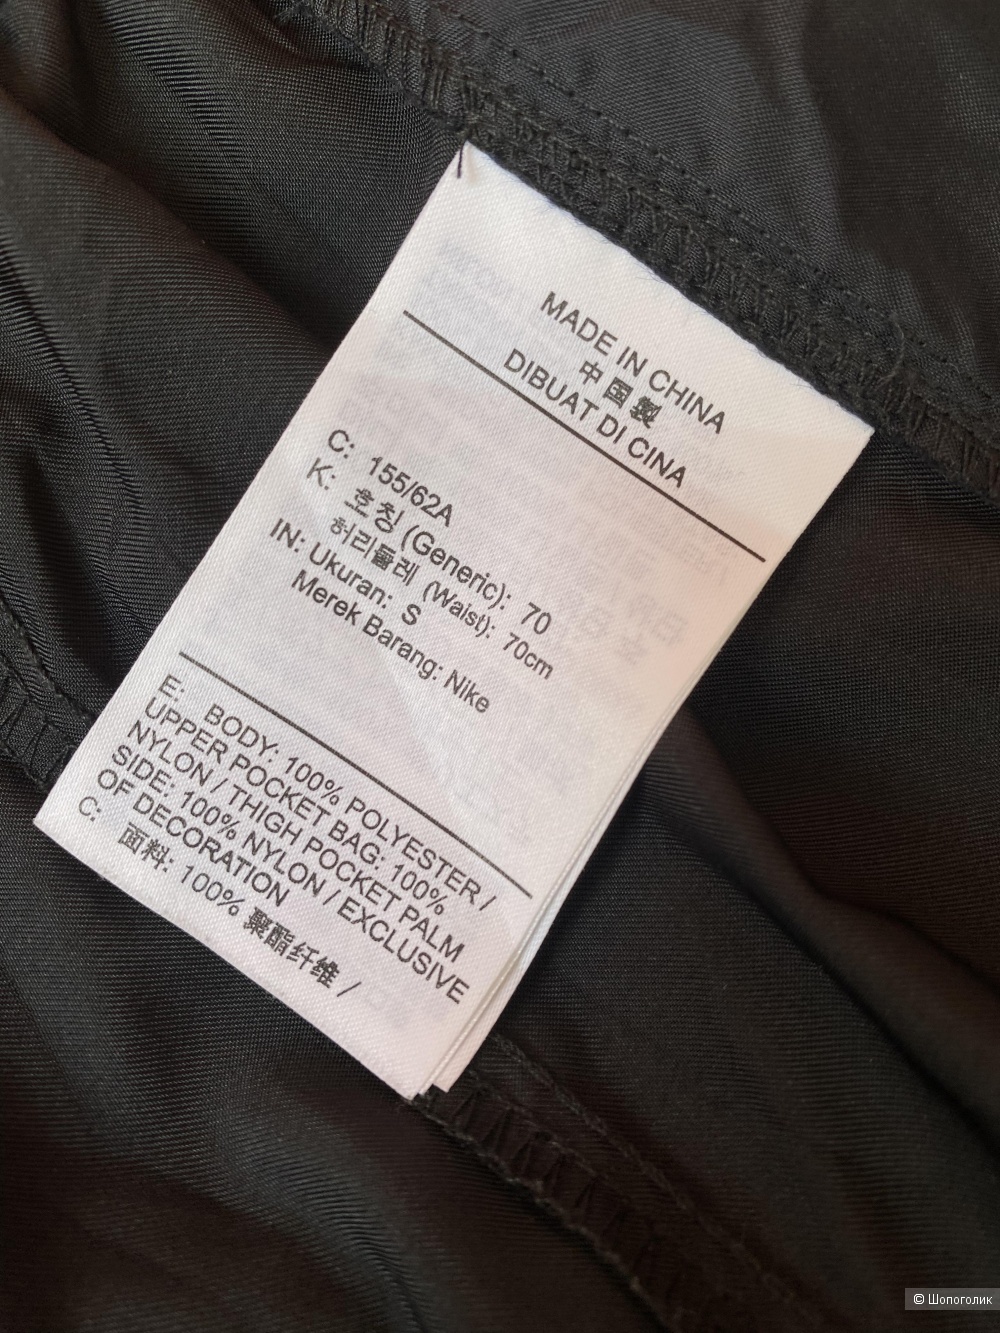 MADE IN CHINA
中国製
DIBUAT DI CINA
C: 155/62A
K: 호칭 (Generic): 70
허리둘레 (Waist): 70cm
IN: Ukuran: S
Merek Barang: Nike
E: BODY: 100% POLYESTER /
UPPER POCKET BAG: 100%
NYLON / THIGH POCKET PALM
SIDE: 100% NYLON / EXCLUSIVE
OF DECORATION
C: 面料: 100% 聚酯纤维 /
© Шопоголик